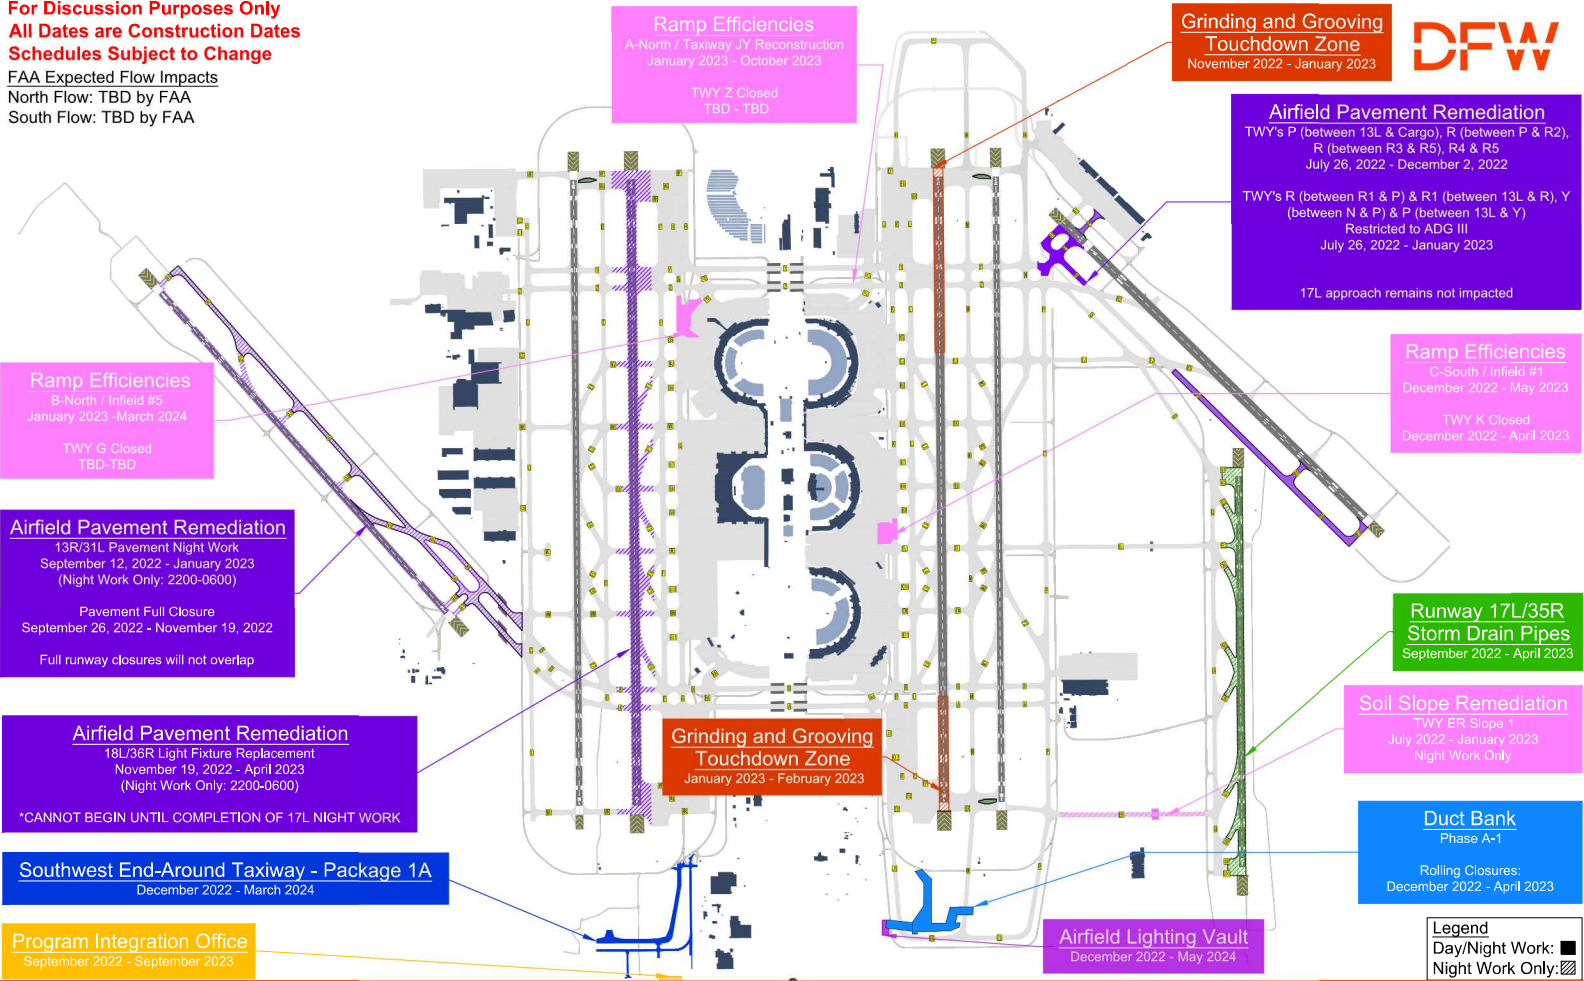 For Discussion Purposes Only
All Dates are Construction Dates
Schedules Subject to Change
FAA Expected Flow Impacts
North Flow: TBD by FAA
South Flow: TBD by FAA
Ramp Efficiencies
A-North / Taxiway JY Reconstruction
January 2023 - October 2023
TWY Z Closed
TBD - TBD
Grinding and Grooving
Touchdown Zone
November 2022 - January 2023
DFW
Airfield Pavement Remediation
TWY's P (between 13L & Cargo), R (between P & R2),
R (between R3 & R5), R4 & R5
July 26, 2022 - December 2, 2022
TWY's R (between R1 & P) & R1 (between 13L & R), Y
(between N & P) & P (between 13L & Y)
Restricted to ADG III
July 26, 2022 - January 2023
17L approach remains not impacted
Ramp Efficiencies
B-North / Infield #5
January 2023 -March 2024
TWY G Closed
TBD-TBD
Ramp Efficiencies
C-South / Infield #1
December 2022 - May 2023
TWY K Closed
December 2022 - April 2023
Airfield Pavement Remediation
13R/31L Pavement Night Work
September 12, 2022 - January 2023
(Night Work Only: 2200-0600)
Pavement Full Closure
September 26, 2022 - November 19, 2022
Full runway closures will not overlap
Runway 17L/35R
Storm Drain Pipes
September 2022 - April 2023
Soil Slope Remediation
TWY ER Slope 1
July 2022 - January 2023
Night Work Only
Airfield Pavement Remediation
18L/36R Light Fixture Replacement
November 19, 2022 - April 2023
(Night Work Only: 2200-0600)
*CANNOT BEGIN UNTIL COMPLETION OF 17L NIGHT WORK
Grinding and Grooving
Touchdown Zone
January 2023 - February 2023
Duct Bank
Phase A-1
Rolling Closures:
December 2022 - April 2023
Southwest End-Around Taxiway - Package 1A
December 2022 - March 2024
Program Integration Office
September 2022 - September 2023
Airfield Lighting Vault
December 2022 - May 2024
Legend
Day/Night Work:
Night Work Only: